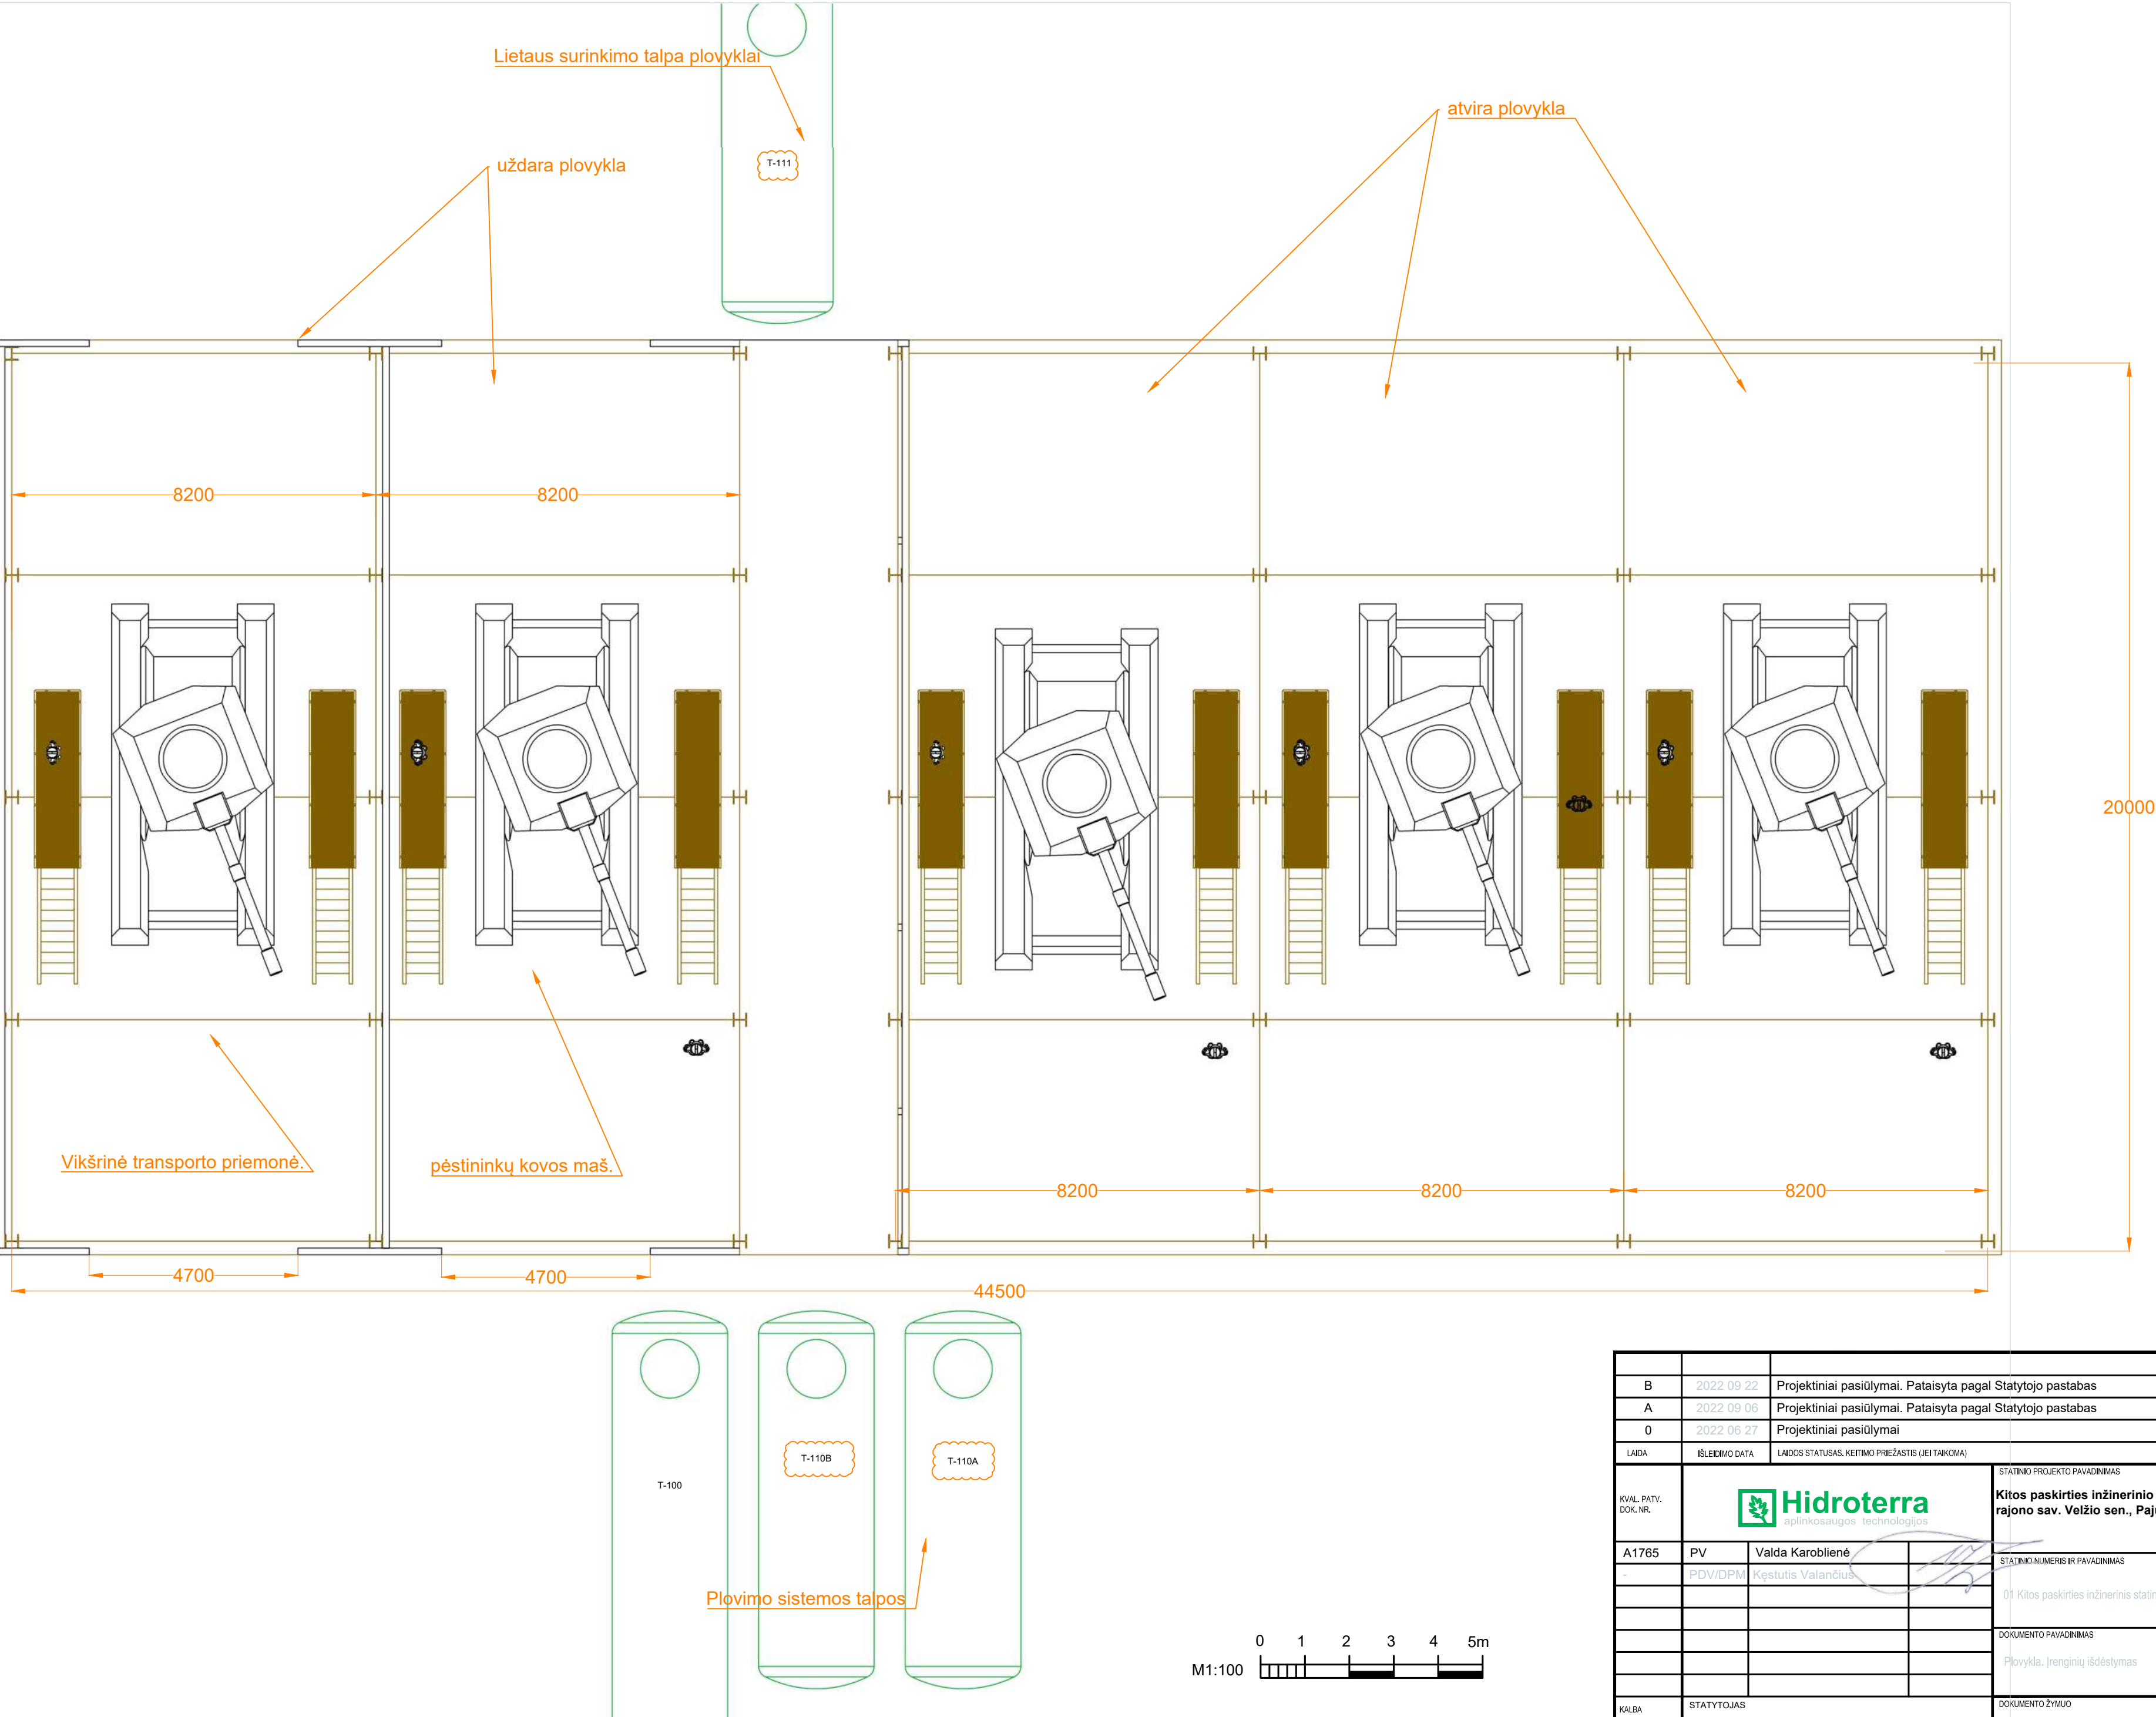 Lietaus surinkimo talpa plovyklai
atvira plovykla
T-111
uždara plovykla
8200
8200
20000
Vikšrinė transporto priemonė.
pėstininkų kovos maš.
8200
8200
8200
4700
4700
44500
T-100
T-110B
T-110A
Plovimo sistemos talpos
0 1 2 3 4 5m
M1:100
B 2022 09 22 Projektiniai pasiūlymai. Pataisyta pagal Statytojo pastabas
A 2022 09 06 Projektiniai pasiūlymai. Pataisyta pagal Statytojo pastabas
0 2022 06 27 Projektiniai pasiūlymai
LAIDA IŠLEIDIMO DATA LAIDOS STATUSAS. KEITIMO PRIEŽASTIS (JEI TAIKOMA)
KVAL. PATV.
DOK. NR.
Hidroterra
aplinkosaugos technologijos
STATINIO PROJEKTO PAVADINIMAS
Kitos paskirties inžinerinio
rajono sav. Velžio sen.,
A1765 PV Valda Karoblienė
- PDV/DPM Kęstutis Valančius
STATINIO NUMERIS IR PAVADINIMAS
01 Kitos paskirties inžinerinis
DOKUMENTO PAVADINIMAS
Plovykla. Įrenginių išdėstymas
KALBA STATYTOJAS
DOKUMENTO ŽYMUO